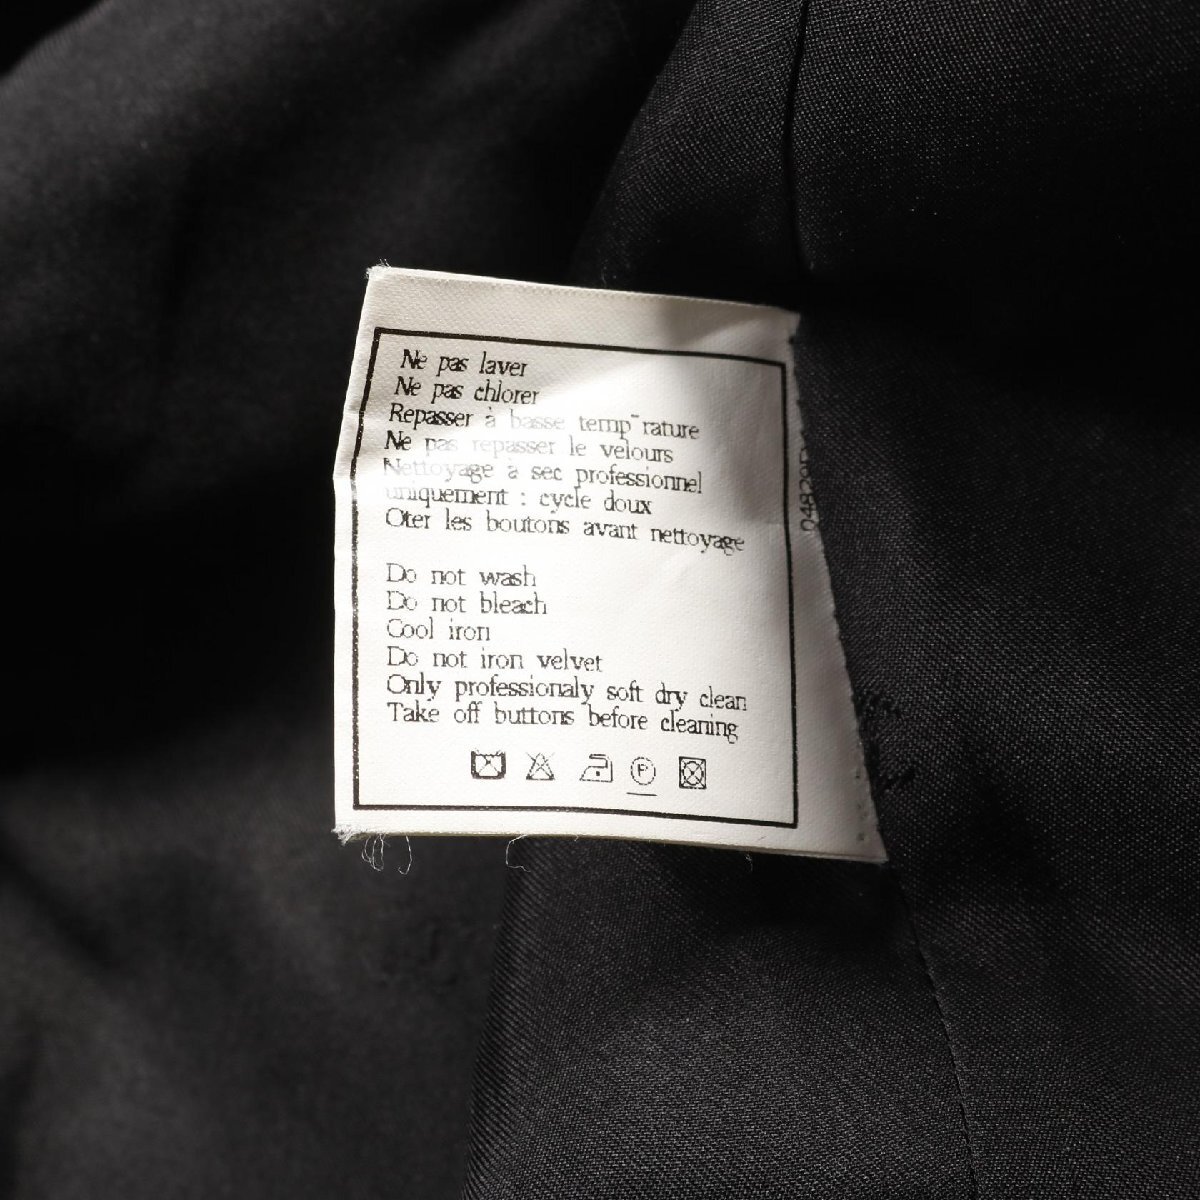 Ne pas laver
Ne pas chlorer
Repasser à basse temp¯rature
Ne pas repasser le velours
Nettoyage à sec professionnel
uniquement : cycle doux
Oter les boutons avant nettoyage
Do not wash
Do not bleach
Cool iron
Do not iron velvet
Only professionaly soft dry clean
Take off buttons before cleaning
P